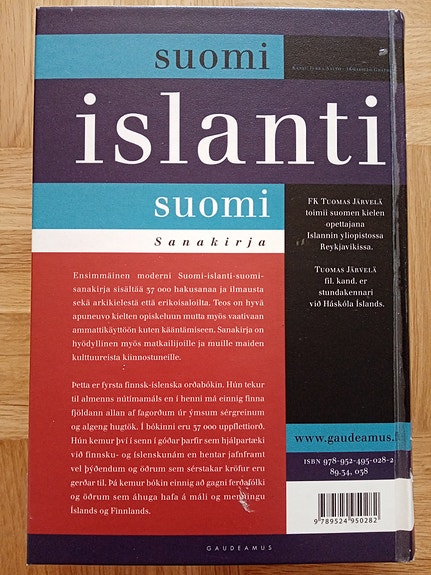 suomi
islanti
suomi
Sanakirja
FK Tuomas Järvelä
toimii suomen kielen
opettajana
Islannin yliopistossa
Reykjavikissa.
Tuomas Järvelä
fil. kand. er
stundakennari
við Háskóla Íslands.
Ensimmäinen moderni Suomi-islanti-suomi-
sanakirja sisältää 37 000 hakusanaa ja ilmausta
sekä arkikielestä että erikoisaloilta. Teos on hyvä
apuneuvo kielten opiskeluun mutta myös vaativaan
ammattikäyttöön kuten kääntämiseen. Sanakirja on
hyödyllinen myös matkailijoille ja muille maiden
kulttuureista kiinnostuneille.
Þetta er fyrsta finnsk-íslenska orðabókin. Hún tekur
til almenns nútímamáls en í henni má einnig finna
fjöldann allan af fagorðum úr ýmsum sérgreinum
og algeng hugtök. Í bókinni eru 37 000 uppflettiorð.
Hún kemur því í senn í góðar þarfir sem hjálpartæki
við finnsku- og íslenskunám en hentar jafnframt
vel þýðendum og öðrum sem sérstakar kröfur eru
gerðar til. Þá kemur bókin einnig að gagni ferðafólki
og öðrum sem áhuga hafa á máli og menningu
Íslands og Finnlands.
www.gaudeamus.f
ISBN 978-952-495-028-2
89.34, 038
9 789524 950282
GAUDEAMUS